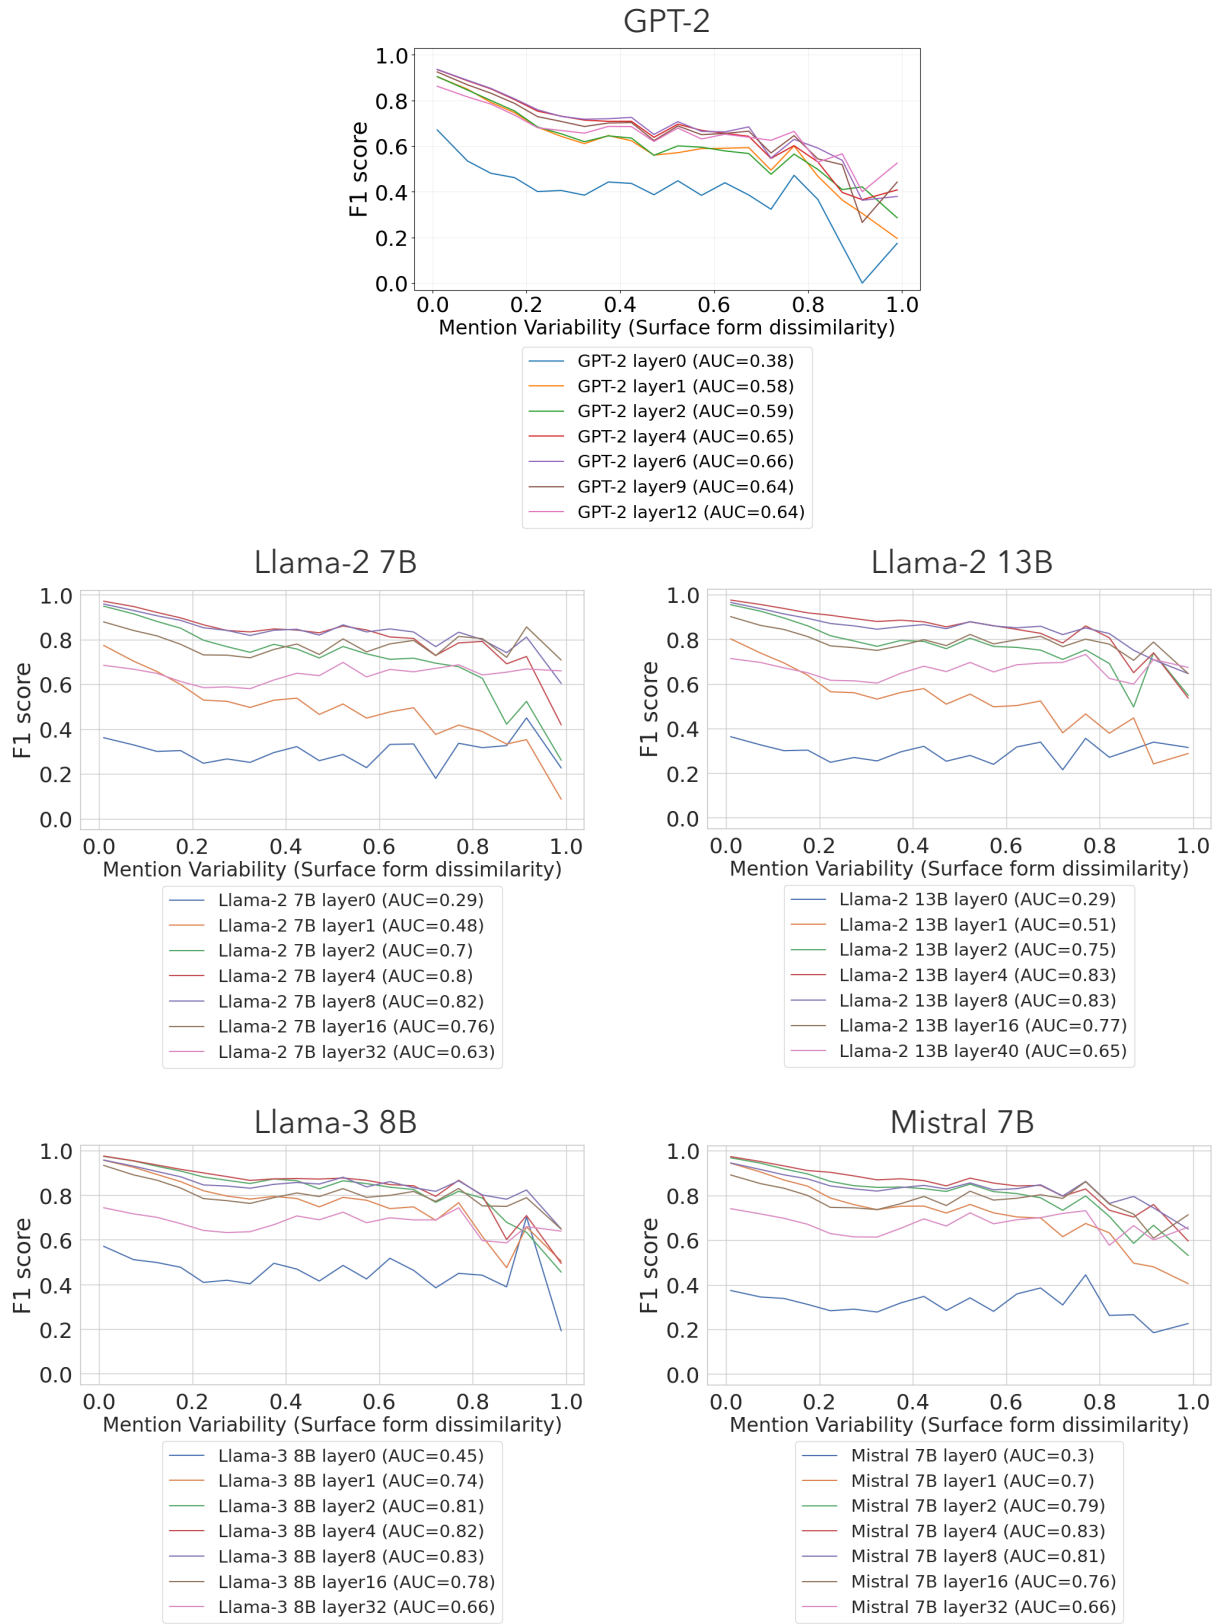 GPT-2
1.0
0.8
0.6
0.4
0.2
0.0
F1 score
0.0 0.2 0.4 0.6 0.8 1.0
Mention Variability (Surface form dissimilarity)
GPT-2 layer0 (AUC=0.38)
GPT-2 layer1 (AUC=0.58)
GPT-2 layer2 (AUC=0.59)
GPT-2 layer4 (AUC=0.65)
GPT-2 layer6 (AUC=0.66)
GPT-2 layer9 (AUC=0.64)
GPT-2 layer12 (AUC=0.64)
Llama-2 7B
1.0
0.8
0.6
0.4
0.2
0.0
F1 score
0.0 0.2 0.4 0.6 0.8 1.0
Mention Variability (Surface form dissimilarity)
Llama-2 7B layer0 (AUC=0.29)
Llama-2 7B layer1 (AUC=0.48)
Llama-2 7B layer2 (AUC=0.7)
Llama-2 7B layer4 (AUC=0.8)
Llama-2 7B layer8 (AUC=0.82)
Llama-2 7B layer16 (AUC=0.76)
Llama-2 7B layer32 (AUC=0.63)
Llama-2 13B
1.0
0.8
0.6
0.4
0.2
0.0
F1 score
0.0 0.2 0.4 0.6 0.8 1.0
Mention Variability (Surface form dissimilarity)
Llama-2 13B layer0 (AUC=0.29)
Llama-2 13B layer1 (AUC=0.51)
Llama-2 13B layer2 (AUC=0.75)
Llama-2 13B layer4 (AUC=0.83)
Llama-2 13B layer8 (AUC=0.83)
Llama-2 13B layer16 (AUC=0.77)
Llama-2 13B layer40 (AUC=0.65)
Llama-3 8B
1.0
0.8
0.6
0.4
0.2
0.0
F1 score
0.0 0.2 0.4 0.6 0.8 1.0
Mention Variability (Surface form dissimilarity)
Llama-3 8B layer0 (AUC=0.45)
Llama-3 8B layer1 (AUC=0.74)
Llama-3 8B layer2 (AUC=0.81)
Llama-3 8B layer4 (AUC=0.82)
Llama-3 8B layer8 (AUC=0.83)
Llama-3 8B layer16 (AUC=0.78)
Llama-3 8B layer32 (AUC=0.66)
Mistral 7B
1.0
0.8
0.6
0.4
0.2
0.0
F1 score
0.0 0.2 0.4 0.6 0.8 1.0
Mention Variability (Surface form dissimilarity)
Mistral 7B layer0 (AUC=0.3)
Mistral 7B layer1 (AUC=0.7)
Mistral 7B layer2 (AUC=0.79)
Mistral 7B layer4 (AUC=0.83)
Mistral 7B layer8 (AUC=0.81)
Mistral 7B layer16 (AUC=0.76)
Mistral 7B layer32 (AUC=0.66)